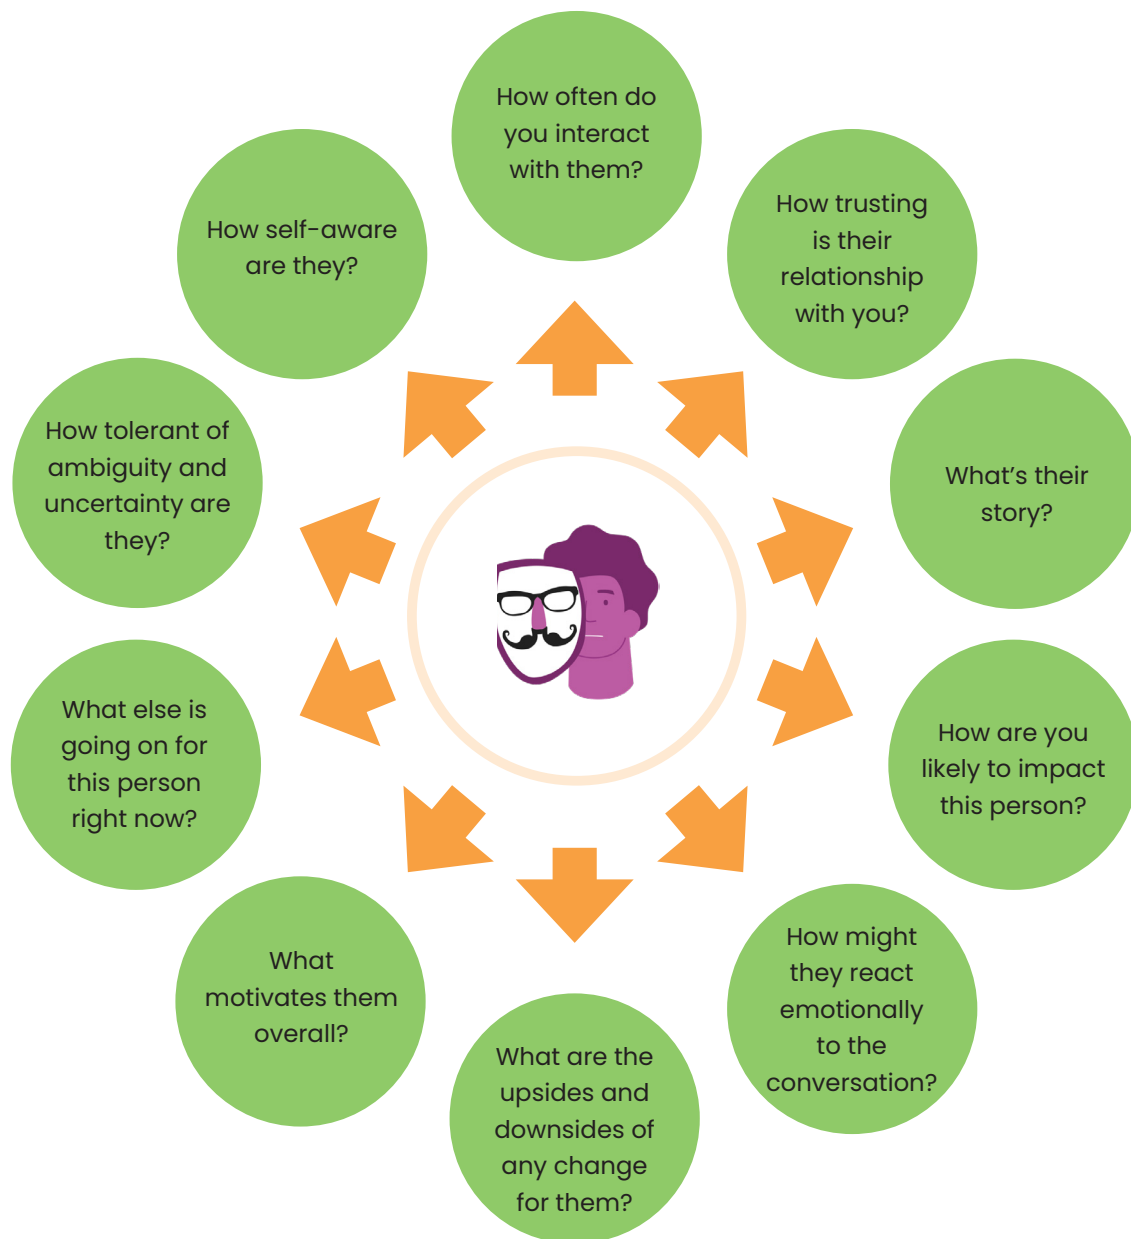 How often do
you interact
with them?
How trusting
is their
relationship
with you?
What’s their
story?
How are you
likely to impact
this person?
How might
they react
emotionally
to the
conversation?
What are the
upsides and
downsides of
any change
for them?
What
motivates them
overall?
What else is
going on for
this person
right now?
How tolerant of
ambiguity and
uncertainty are
they?
How self-aware
are they?